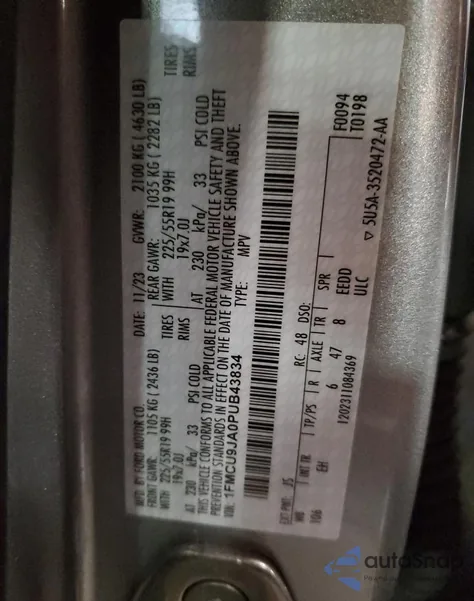 MFD. BY FORD MOTOR CO. DATE: 11/23 GVWR: 2100 KG ( 4630 LB)
FRONT GAWR: 1105 KG ( 2436 LB) REAR GAWR: 1035 KG ( 2282 LB)
WITH 225/55R19 99H TIRES WITH 225/55R19 99H TIRES
19x7.0J RIMS 19x7.0J RIMS
AT 230 kPa/ 33 PSI COLD AT 230 kPa/ 33 PSI COLD
THIS VEHICLE CONFORMS TO ALL APPLICABLE FEDERAL MOTOR VEHICLE SAFETY AND THEFT
PREVENTION STANDARDS IN EFFECT ON THE DATE OF MANUFACTURE SHOWN ABOVE.
VIN: 1FMCU9JA0PUB43834 TYPE: MPV
F0094
T0198
EXT PNT: JS RC: 48 DSO:
WB INT TR TP/PS R AXLE TR SPR
106 EH 6 47 8 EEDD
1202311084369 ULC
▽ 5U5A-3520472-AA
autoSnap